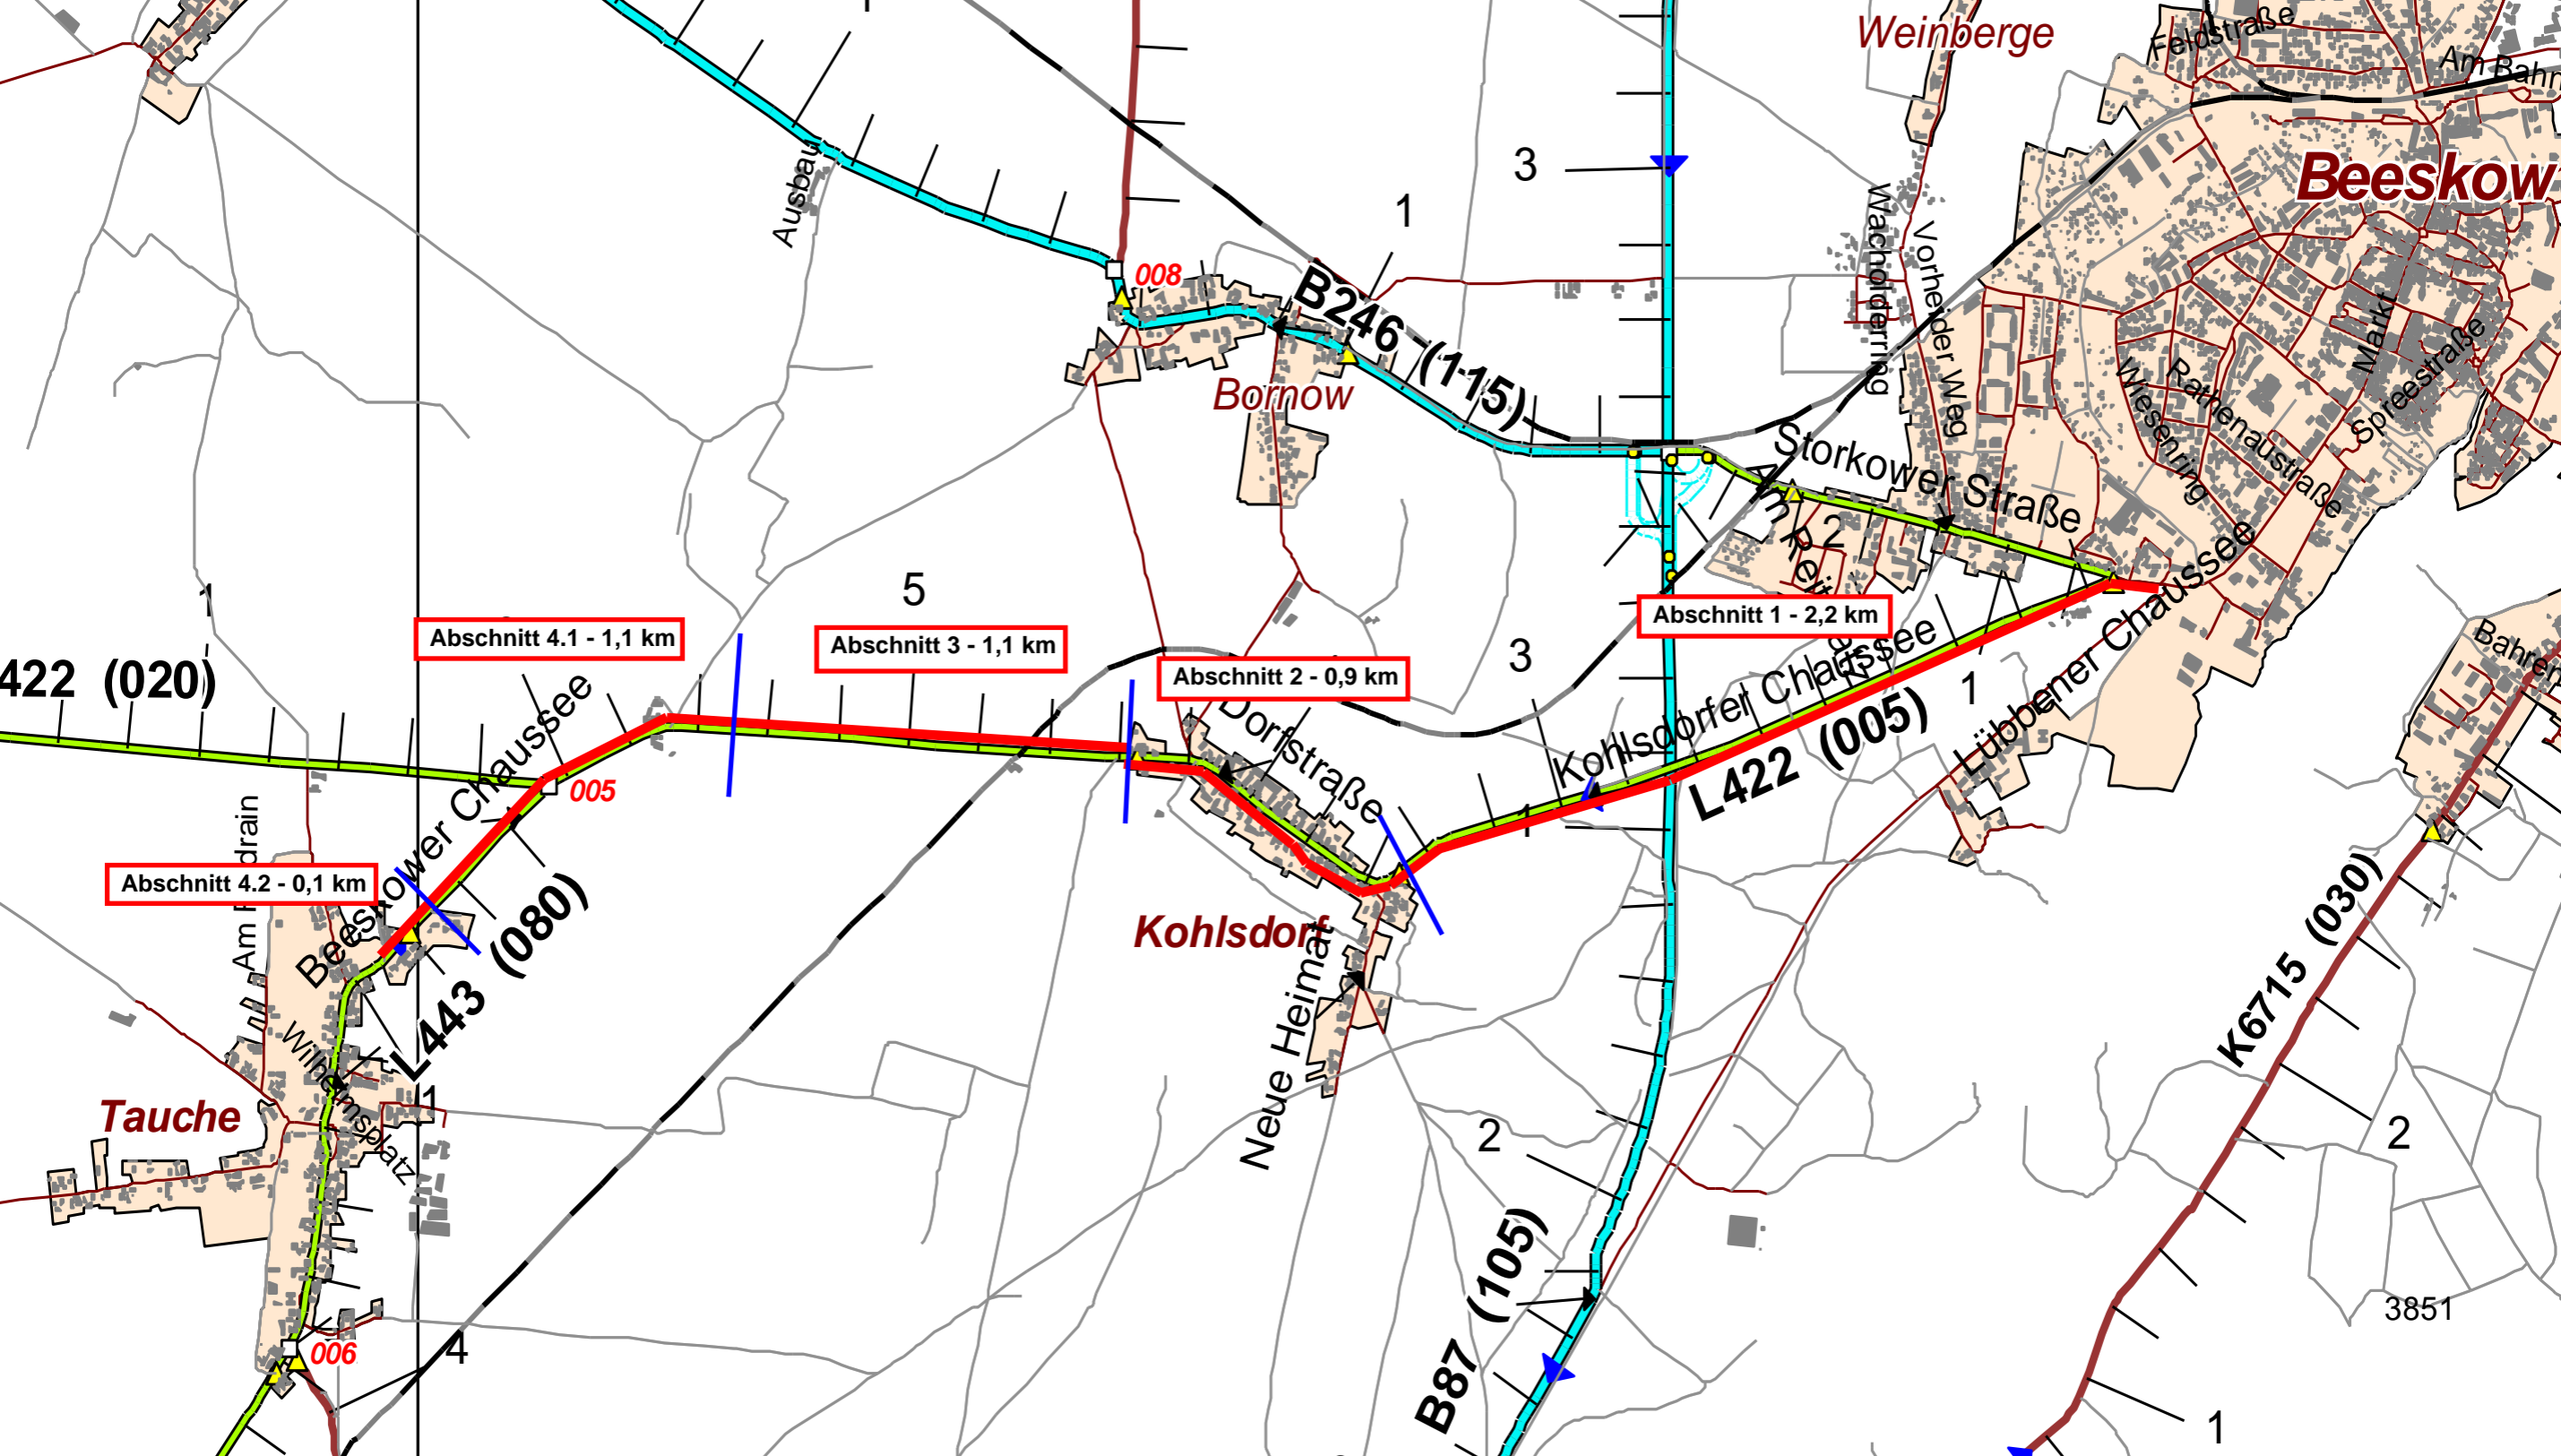 Weinberge
Feldstraße
Am Bahn
Beeskow
3
1
Ausbau
008
B246 (115)
Bornow
Wacholderring
Vorheider Weg
Markt
Spreestraße
Rathenaustraße
Wiesenring
Storkower Straße
2
5
1
Abschnitt 4.1 - 1,1 km
Abschnitt 3 - 1,1 km
Abschnitt 2 - 0,9 km
Abschnitt 1 - 2,2 km
3
422 (020)
Beeskower Chaussee
005
Dorfstraße
Kohlsdorfer Chaussee
L422 (005)
1
Lübbener Chaussee
Bahren
1
Abschnitt 4.2 - 0,1 km
L443 (080)
Kohlsdorf
Neue Heimat
K6715 (030)
Tauche
Wilhelmsplatz
1
2
2
B87 (105)
3851
006
4
1